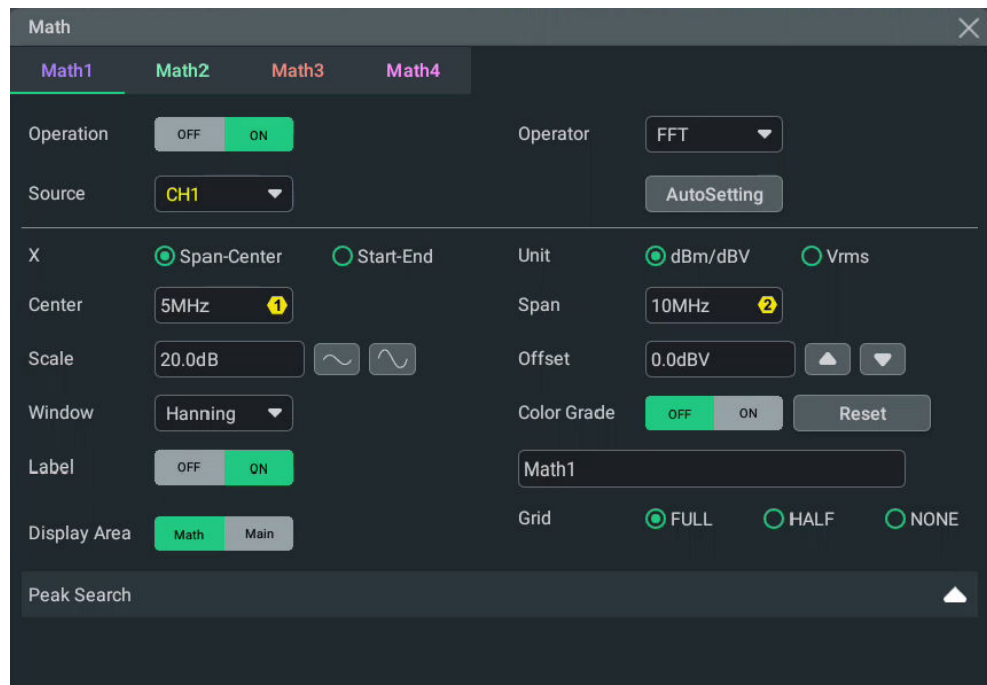 Math
Math1 Math2 Math3 Math4
Operation OFF ON Operator FFT
Source CH1 AutoSetting
X Span-Center Start-End Unit dBm/dBV Vrms
Center 5MHz 1 Span 10MHz 2
Scale 20.0dB Offset 0.0dBV
Window Hanning Color Grade OFF ON Reset
Label OFF ON Math1
Display Area Math Main Grid FULL HALF NONE
Peak Search